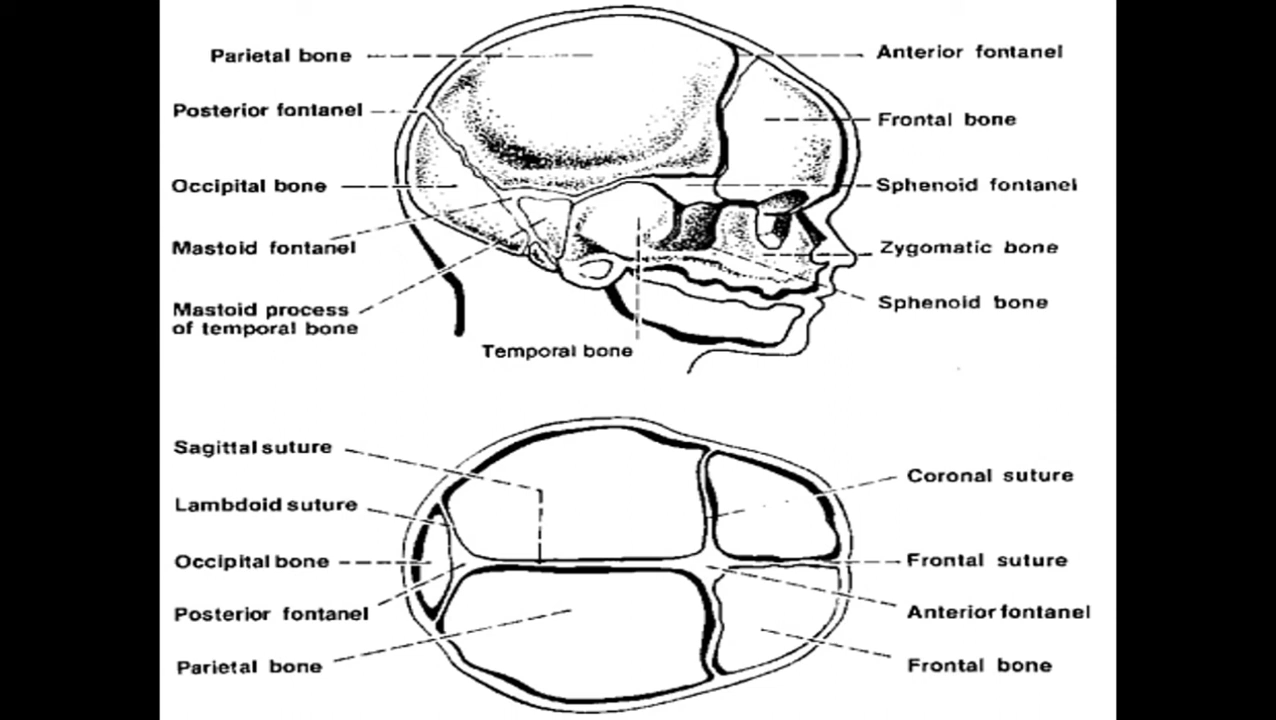 Parietal bone
Posterior fontanel
Occipital bone
Mastoid fontanel
Mastoid process
of temporal bone
Temporal bone
Anterior fontanel
Frontal bone
Sphenoid fontanel
Zygomatic bone
Sphenoid bone
Sagittal suture
Lambdoid suture
Occipital bone
Posterior fontanel
Parietal bone
Coronal suture
Frontal suture
Anterior fontanel
Frontal bone